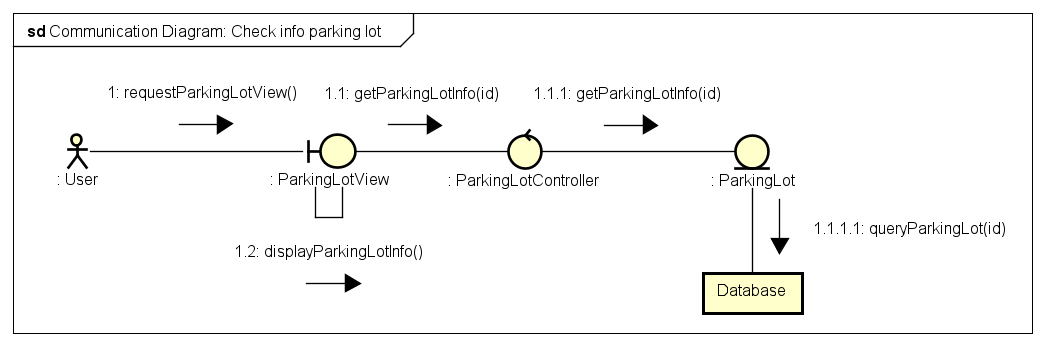 sd Communication Diagram: Check info parking lot
1: requestParkingLotView()
1.1: getParkingLotInfo(id)
1.1.1: getParkingLotInfo(id)
: User
: ParkingLotView
: ParkingLotController
: ParkingLot
1.1.1.1: queryParkingLot(id)
1.2: displayParkingLotInfo()
Database